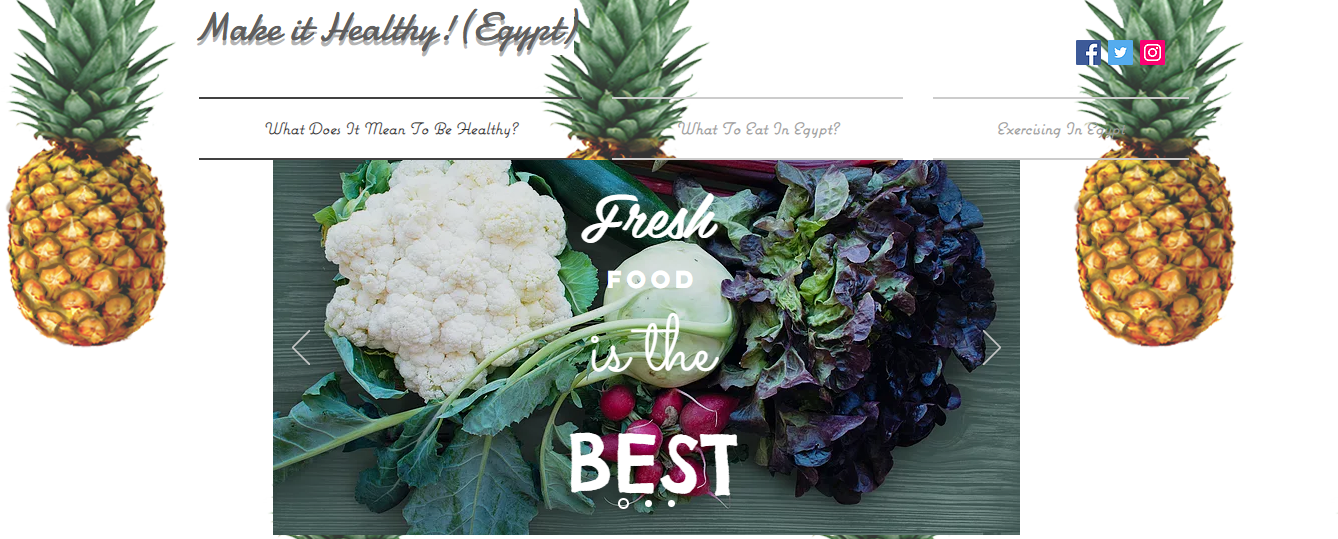 Make it Healthy! (Egypt)
What Does It Mean To Be Healthy?
What To Eat In Egypt?
Exercising In Egypt
Fresh
FOOD
is the
BEST